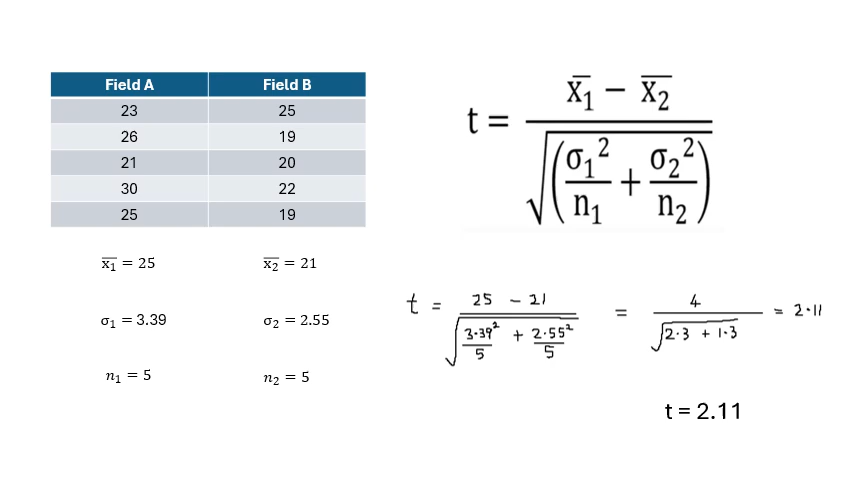 Field A Field B
23 25
26 19
21 20
30 22
25 19
x̅₁ = 25 x̅₂ = 21
σ₁ = 3.39 σ₂ = 2.55
n₁ = 5 n₂ = 5
t = (x̅₁ − x̅₂) / √(σ₁²/n₁ + σ₂²/n₂)
t = (25 - 21) / √(3.39²/5 + 2.55²/5) = 4 / √(2.3 + 1.3) = 2.11
t = 2.11